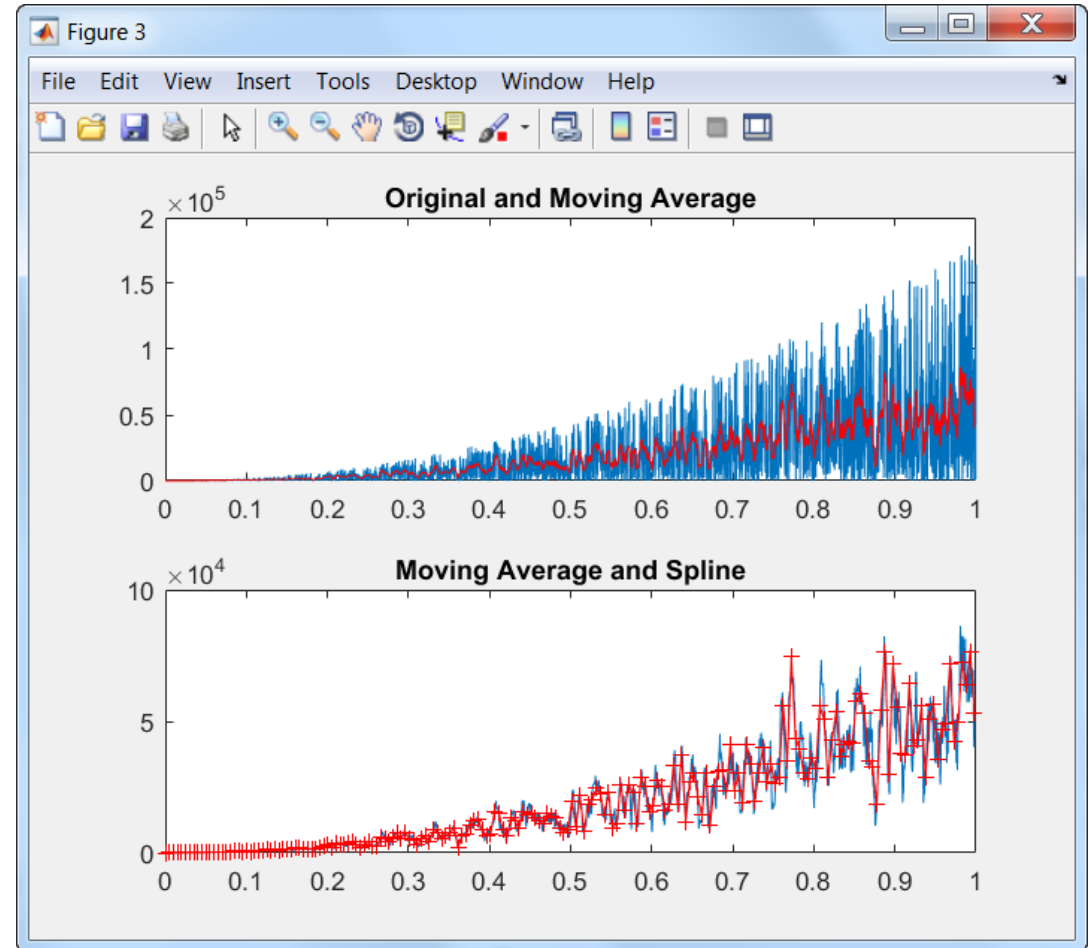 Figure 3
File Edit View Insert Tools Desktop Window Help
×10^5
Original and Moving Average
2
1.5
1
0.5
0
0 0.1 0.2 0.3 0.4 0.5 0.6 0.7 0.8 0.9 1
×10^4
Moving Average and Spline
10
5
0
0 0.1 0.2 0.3 0.4 0.5 0.6 0.7 0.8 0.9 1